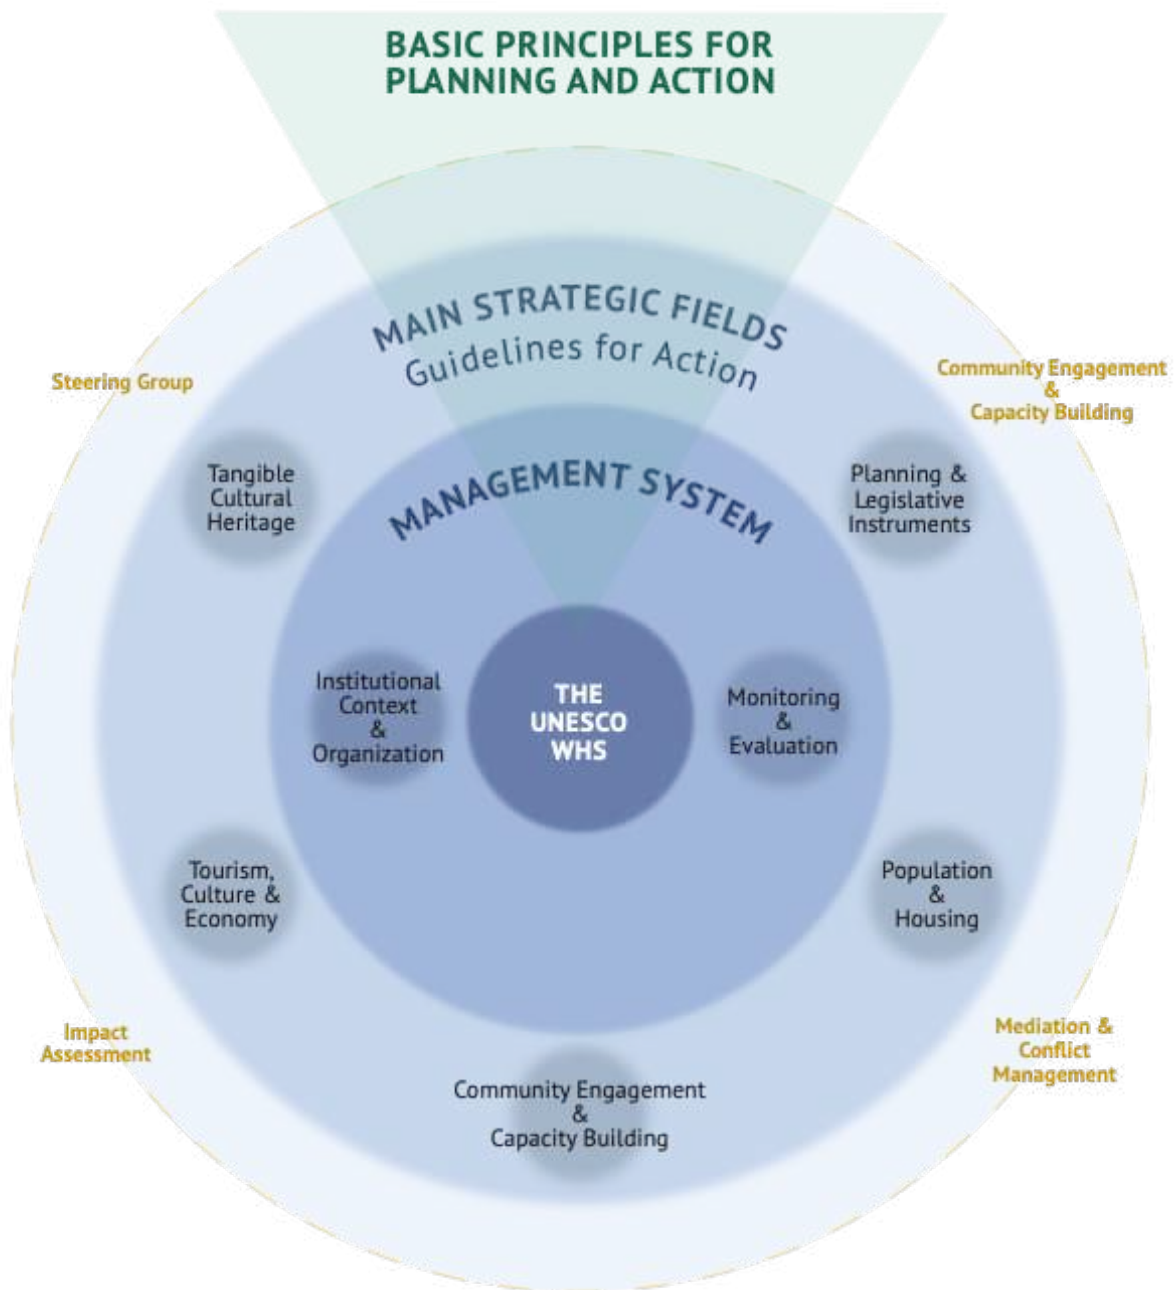 BASIC PRINCIPLES FOR
PLANNING AND ACTION
MAIN STRATEGIC FIELDS
Guidelines for Action
Steering Group
Community Engagement
&
Capacity Building
Tangible
Cultural
Heritage
Planning &
Legislative
Instruments
MANAGEMENT SYSTEM
Institutional
Context
&
Organization
THE
UNESCO
WHS
Monitoring
&
Evaluation
Tourism,
Culture &
Economy
Population
&
Housing
Impact
Assessment
Mediation &
Conflict
Management
Community Engagement
&
Capacity Building